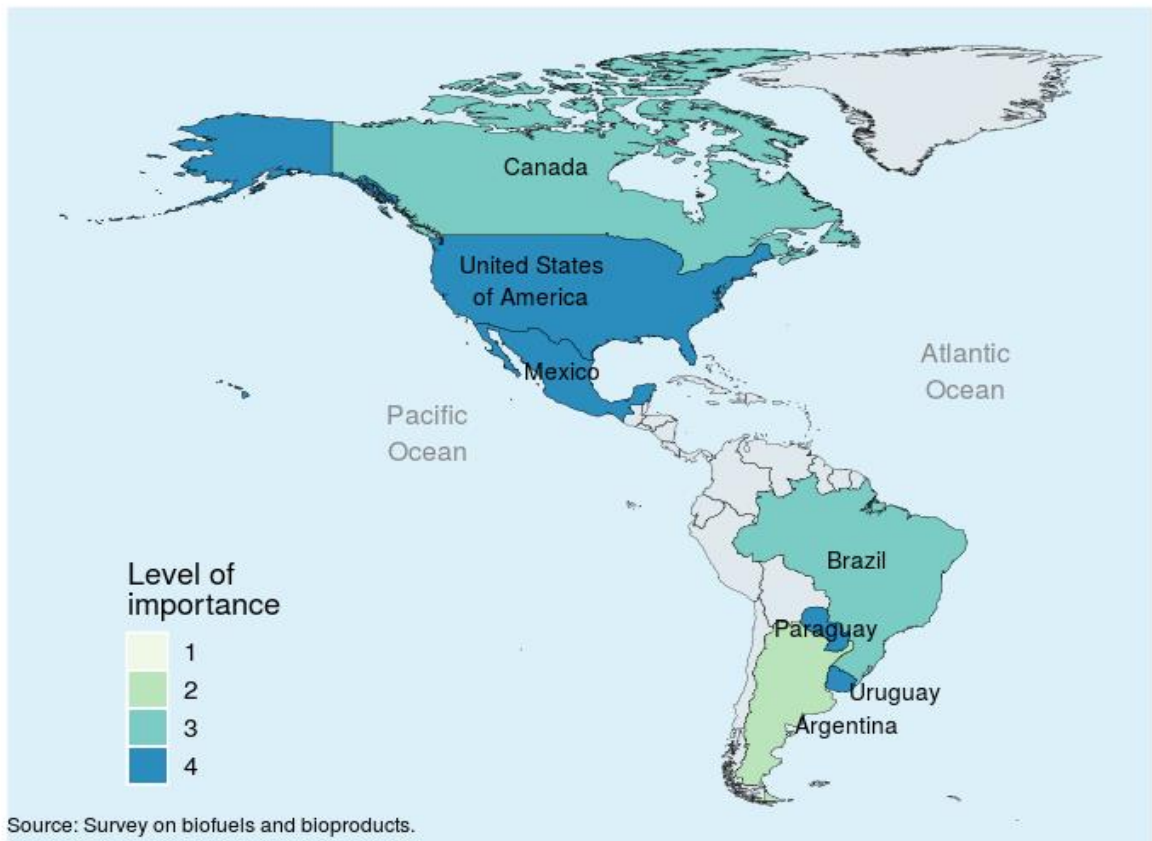 Canada
United States
of America
Mexico
Atlantic
Ocean
Pacific
Ocean
Brazil
Paraguay
Uruguay
Argentina
Level of
importance
1
2
3
4
Source: Survey on biofuels and bioproducts.